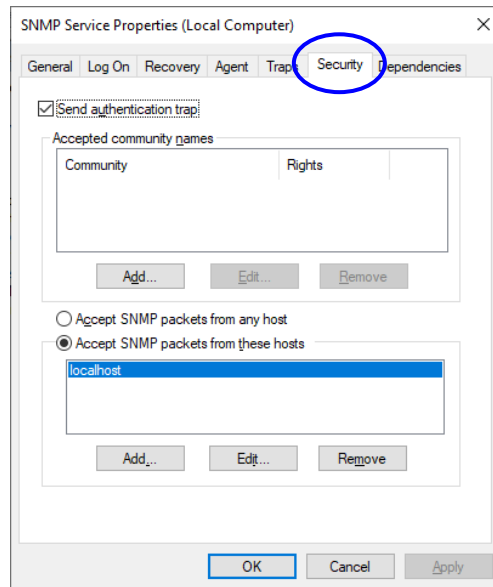 SNMP Service Properties (Local Computer)
General Log On Recovery Agent Traps Security Dependencies
Send authentication trap
Accepted community names
Community Rights
Add... Edit... Remove
Accept SNMP packets from any host
Accept SNMP packets from these hosts
localhost
Add... Edit... Remove
OK Cancel Apply